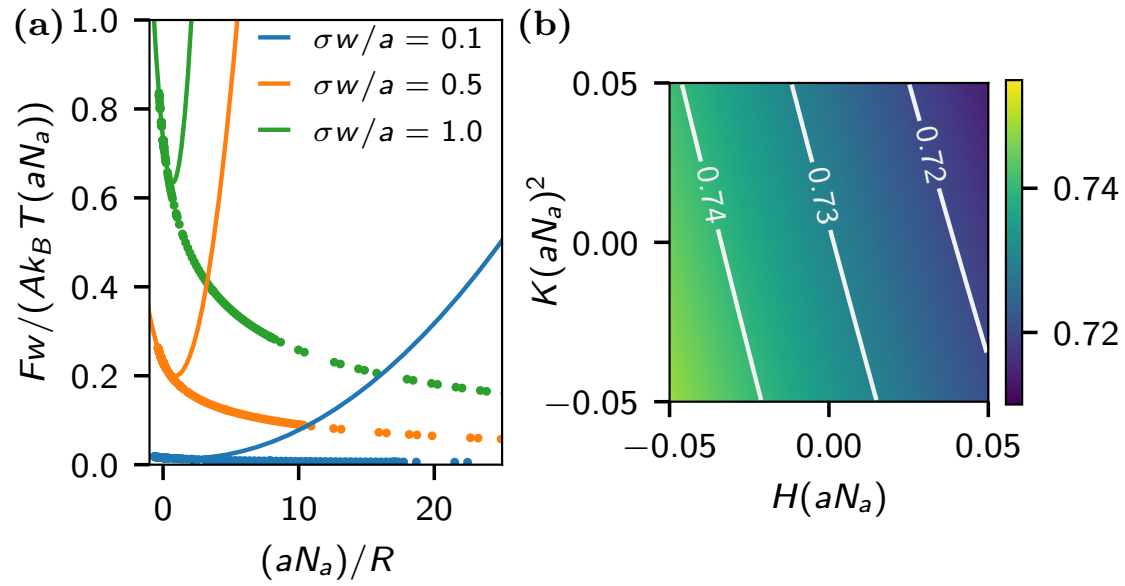 (a)
Fw/(Ak_BT(aN_a))
1.0
0.8
0.6
0.4
0.2
0.0
σw/a = 0.1
σw/a = 0.5
σw/a = 1.0
0 10 20
(aN_a)/R
(b)
K(aN_a)^2
0.05
0.00
−0.05
0.74
0.73
0.72
−0.05 0.00 0.05
H(aN_a)
0.74
0.72